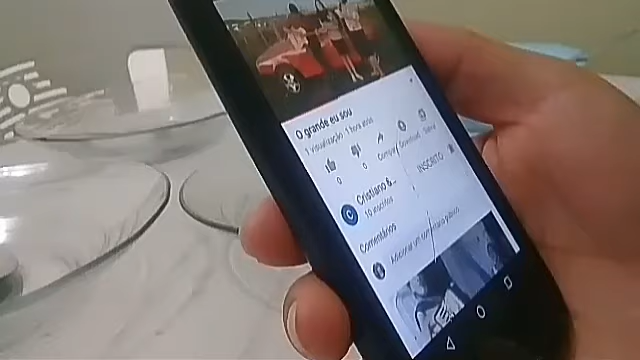 O grande eu sou
1 visualização · 1 hora atrás
0
0
Download
Salvar
INSCRITO
Cristiano &..
10 inscritos
Comentários
Adicionar um comentário público